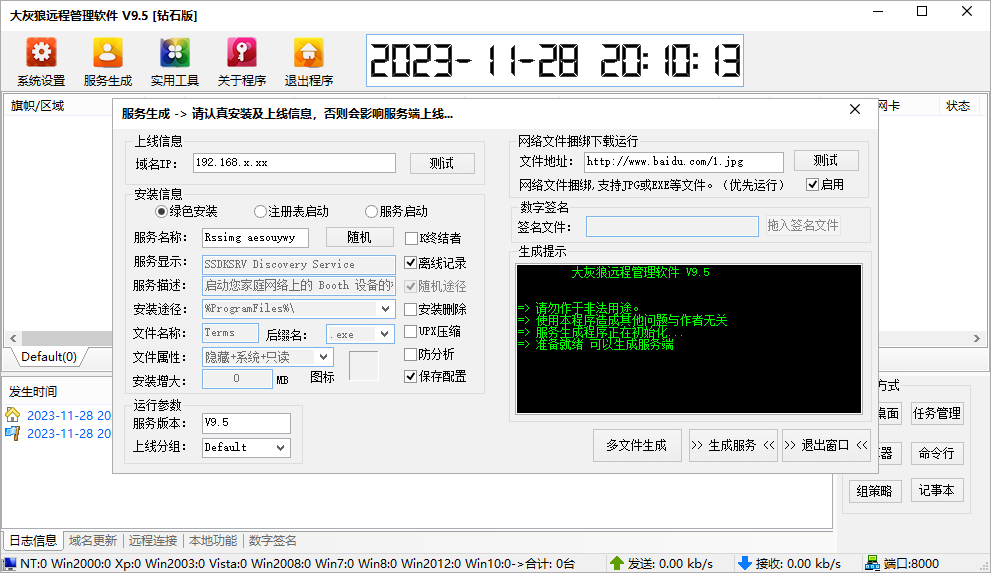 大灰狼远程管理软件 V9.5 [钻石版]
系统设置 服务生成 实用工具 关于程序 退出程序
2023-11-28 20:10:13
旗帜/区域 网卡 状态
服务生成 -> 请认真安装及上线信息，否则会影响服务端上线...
上线信息
域名IP: 192.168.x.xx 测试
安装信息
绿色安装 注册表启动 服务启动
服务名称: Rssimg aesouywy 随机 K终结者
服务显示: SSDKSRV Discovery Service 离线记录
服务描述: 启动您家庭网络上的 Booth 设备的 随机途径
安装途径: %ProgramFiles%\ 安装删除
文件名称: Terms 后缀名: .exe UPX压缩
文件属性: 隐藏+系统+只读 防分析
安装增大: 0 MB 图标 保存配置
运行参数
服务版本: V9.5
上线分组: Default
网络文件捆绑下载运行
文件地址: http://www.baidu.com/1.jpg 测试
网络文件捆绑,支持JPG或EXE等文件。(优先运行) 启用
数字签名
签名文件: 拖入签名文件
生成提示
大灰狼远程管理软件 V9.5
=> 请勿作于非法用途。
=> 使用本程序造成其他问题与作者无关
=> 服务生成程序正在初始化...
=> 准备就绪 可以生成服务端
多文件生成 >> 生成服务 << >> 退出窗口 <<
Default(0)
发生时间
2023-11-28 20
2023-11-28 20
方式
桌面 任务管理
器 命令行
组策略 记事本
日志信息 域名更新 远程连接 本地功能 数字签名
NT:0 Win2000:0 Xp:0 Win2003:0 Vista:0 Win2008:0 Win7:0 Win8:0 Win2012:0 Win10:0->合计: 0台 发送: 0.00 kb/s 接收: 0.00 kb/s 端口:8000